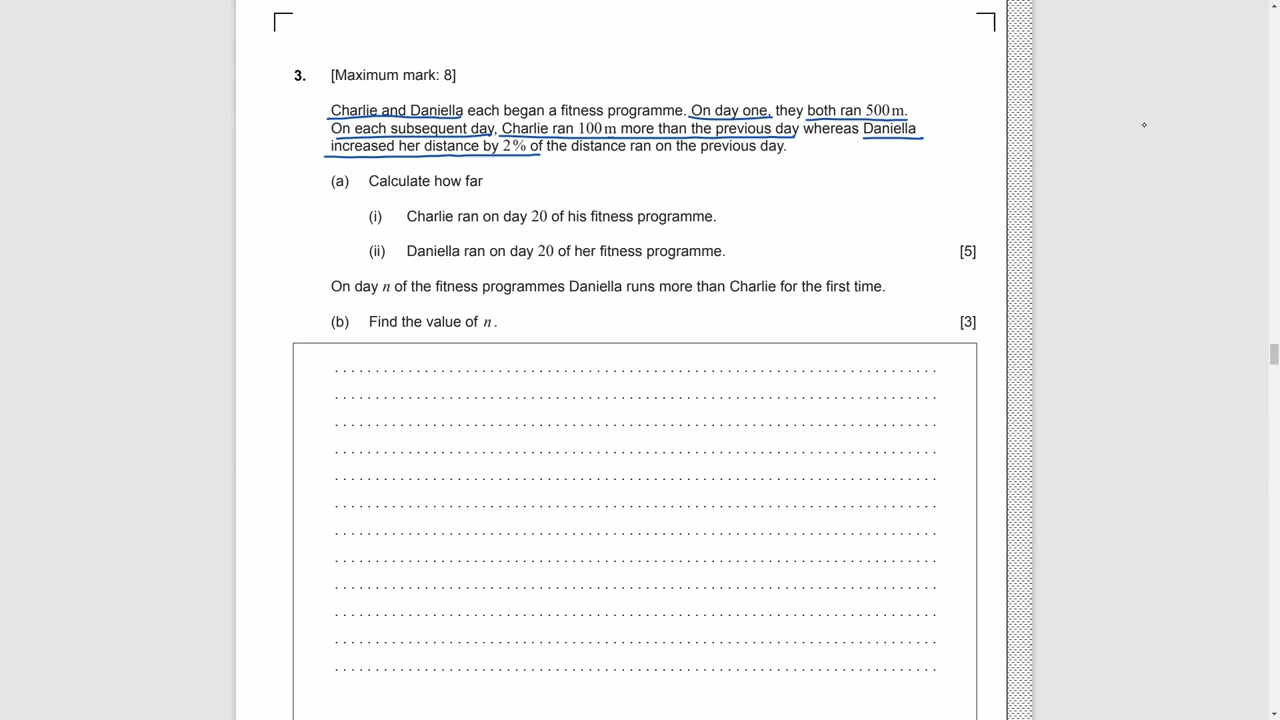 3. [Maximum mark: 8]
Charlie and Daniella each began a fitness programme. On day one, they both ran 500 m.
On each subsequent day, Charlie ran 100 m more than the previous day whereas Daniella
increased her distance by 2 % of the distance ran on the previous day.
(a) Calculate how far
(i) Charlie ran on day 20 of his fitness programme.
(ii) Daniella ran on day 20 of her fitness programme. [5]
On day n of the fitness programmes Daniella runs more than Charlie for the first time.
(b) Find the value of n. [3]